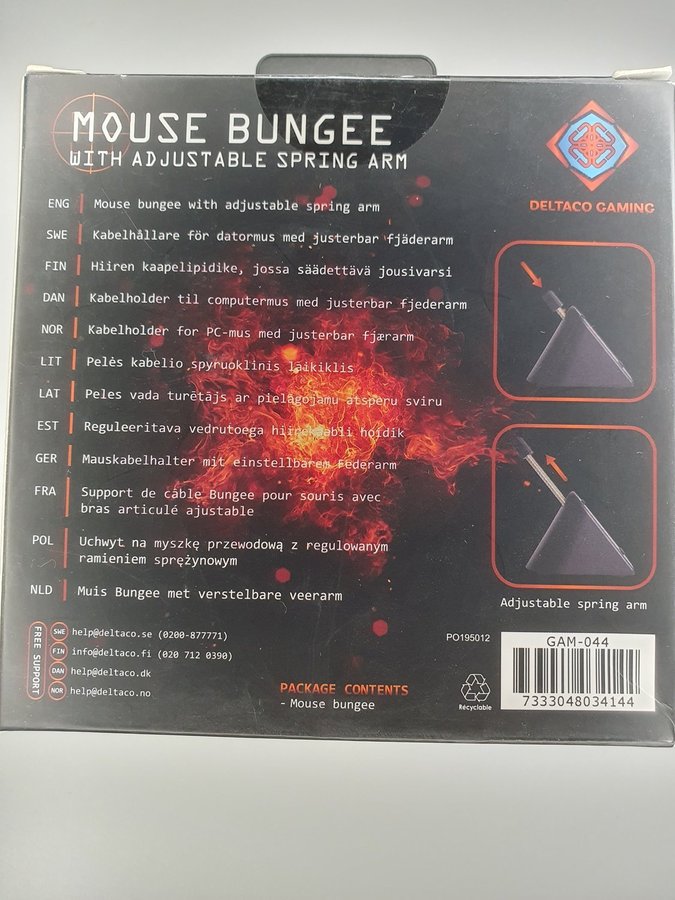 MOUSE BUNGEE
WITH ADJUSTABLE SPRING ARM
DELTACO GAMING
ENG Mouse bungee with adjustable spring arm
SWE Kabelhållare för datormus med justerbar fjäderarm
FIN Hiiren kaapelipidike, jossa säädettävä jousivarsi
DAN Kabelholder til computermus med justerbar fjederarm
NOR Kabelholder for PC-mus med justerbar fjærarm
LIT Pelės kabelio spyruoklinis laikiklis
LAT Peles vada turētājs ar pielāgojamu atsperu sviru
EST Reguleeritava vedrutoega hiirekaabli hoidik
GER Mauskabelhalter mit einstellbarem Federarm
FRA Support de câble Bungee pour souris avec
bras articulé ajustable
POL Uchwyt na myszkę przewodową z regulowanym
ramieniem sprężynowym
NLD Muis Bungee met verstelbare veerarm
Adjustable spring arm
FREE SUPPORT
SWE help@deltaco.se (0200-877771)
FIN info@deltaco.fi (020 712 0390)
DAN help@deltaco.dk
NOR help@deltaco.no
PACKAGE CONTENTS
- Mouse bungee
PO195012
Recyclable
GAM-044
7333048034144